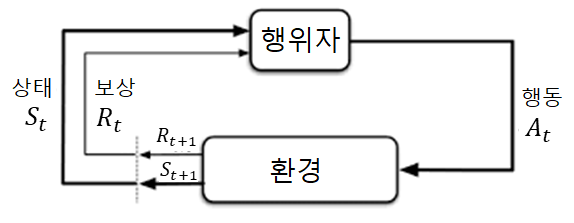 행위자
상태
S_t
보상
R_t
행동
A_t
R_{t+1}
S_{t+1}
환경